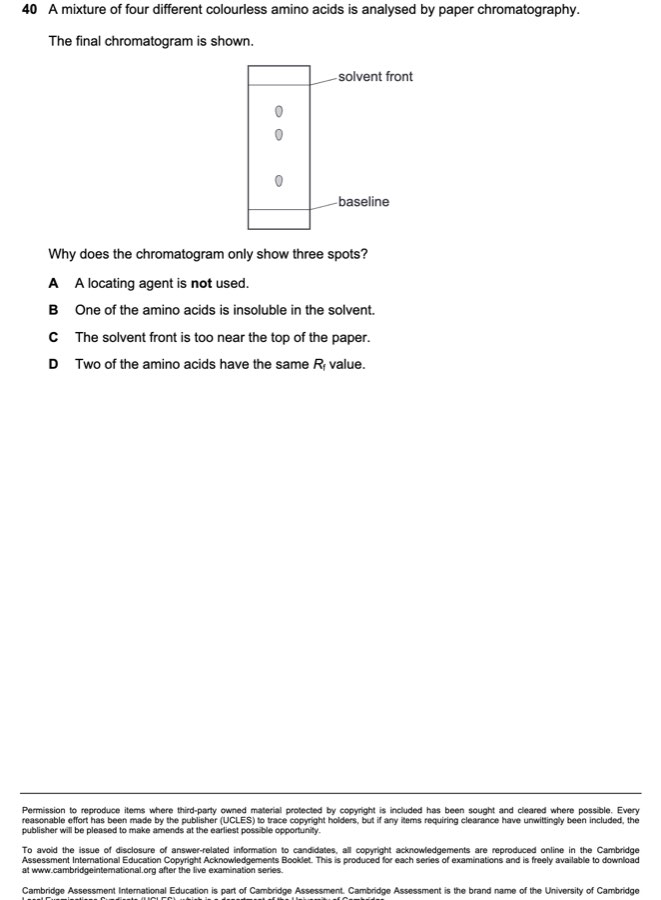 40 A mixture of four different colourless amino acids is analysed by paper chromatography.
The final chromatogram is shown.
solvent front
baseline
Why does the chromatogram only show three spots?
A A locating agent is not used.
B One of the amino acids is insoluble in the solvent.
C The solvent front is too near the top of the paper.
D Two of the amino acids have the same Rf value.
Permission to reproduce items where third-party owned material protected by copyright is included has been sought and cleared where possible. Every
reasonable effort has been made by the publisher (UCLES) to trace copyright holders, but if any items requiring clearance have unwittingly been included, the
publisher will be pleased to make amends at the earliest possible opportunity.
To avoid the issue of disclosure of answer-related information to candidates, all copyright acknowledgements are reproduced online in the Cambridge
Assessment International Education Copyright Acknowledgements Booklet. This is produced for each series of examinations and is freely available to download
at www.cambridgeinternational.org after the live examination series.
Cambridge Assessment International Education is part of Cambridge Assessment. Cambridge Assessment is the brand name of the University of Cambridge